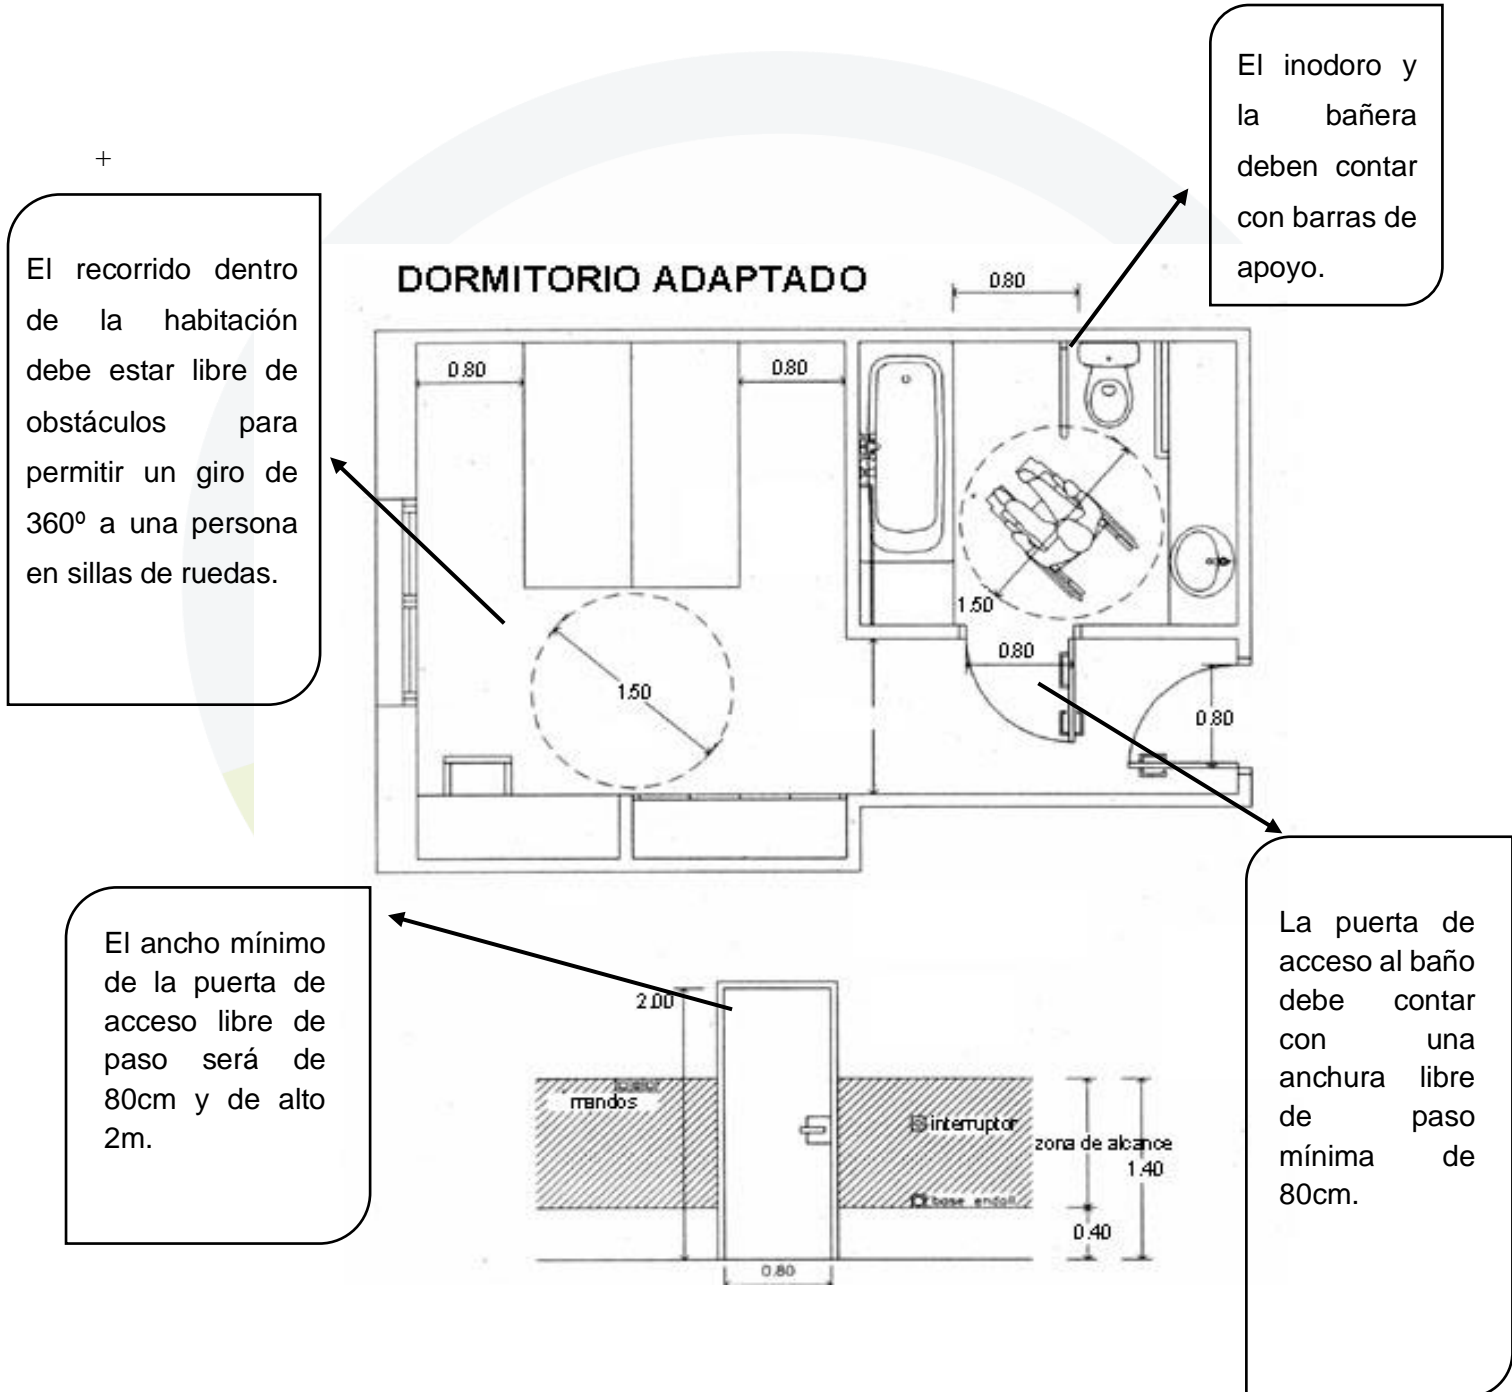 El inodoro y
la bañera
deben contar
con barras de
apoyo.
+
El recorrido dentro
de la habitación
debe estar libre de
obstáculos para
permitir un giro de
360º a una persona
en sillas de ruedas.
DORMITORIO ADAPTADO
0.80
0.80
0.80
1.50
0.80
1.50
0.80
El ancho mínimo
de la puerta de
acceso libre de
paso será de
80cm y de alto
2m.
La puerta de
acceso al baño
debe contar
con una
anchura libre
de paso
mínima de
80cm.
2.00
mandos
interruptor
zona de alcance
1.40
base endoll
0.40
0.80